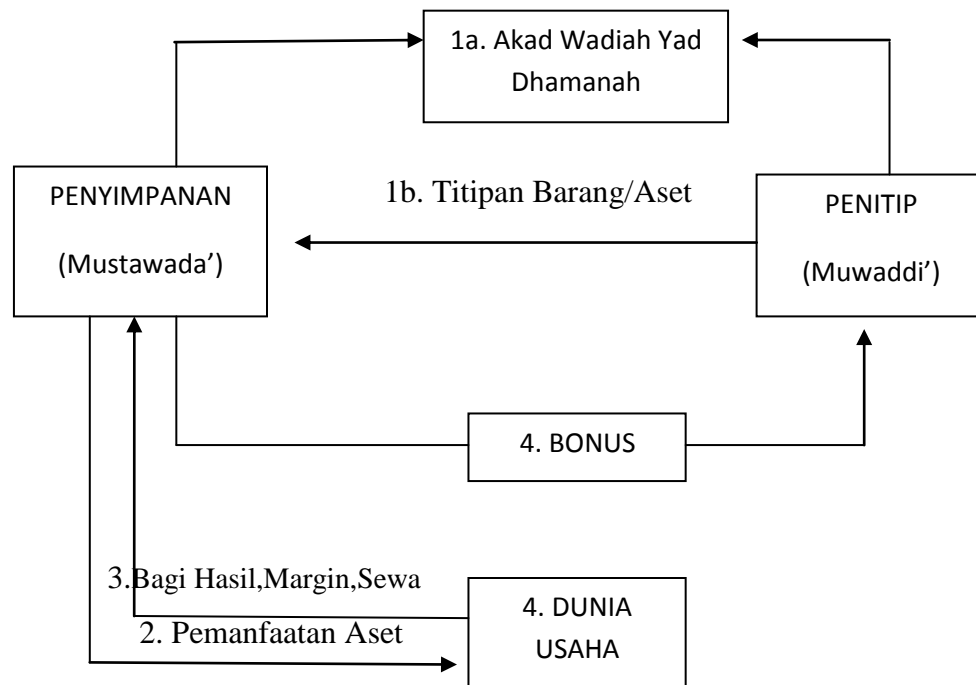 1a. Akad Wadiah Yad
Dhamanah
PENYIMPANAN
(Mustawada’)
1b. Titipan Barang/Aset
PENITIP
(Muwaddi’)
4. BONUS
3.Bagi Hasil,Margin,Sewa
2. Pemanfaatan Aset
4. DUNIA
USAHA